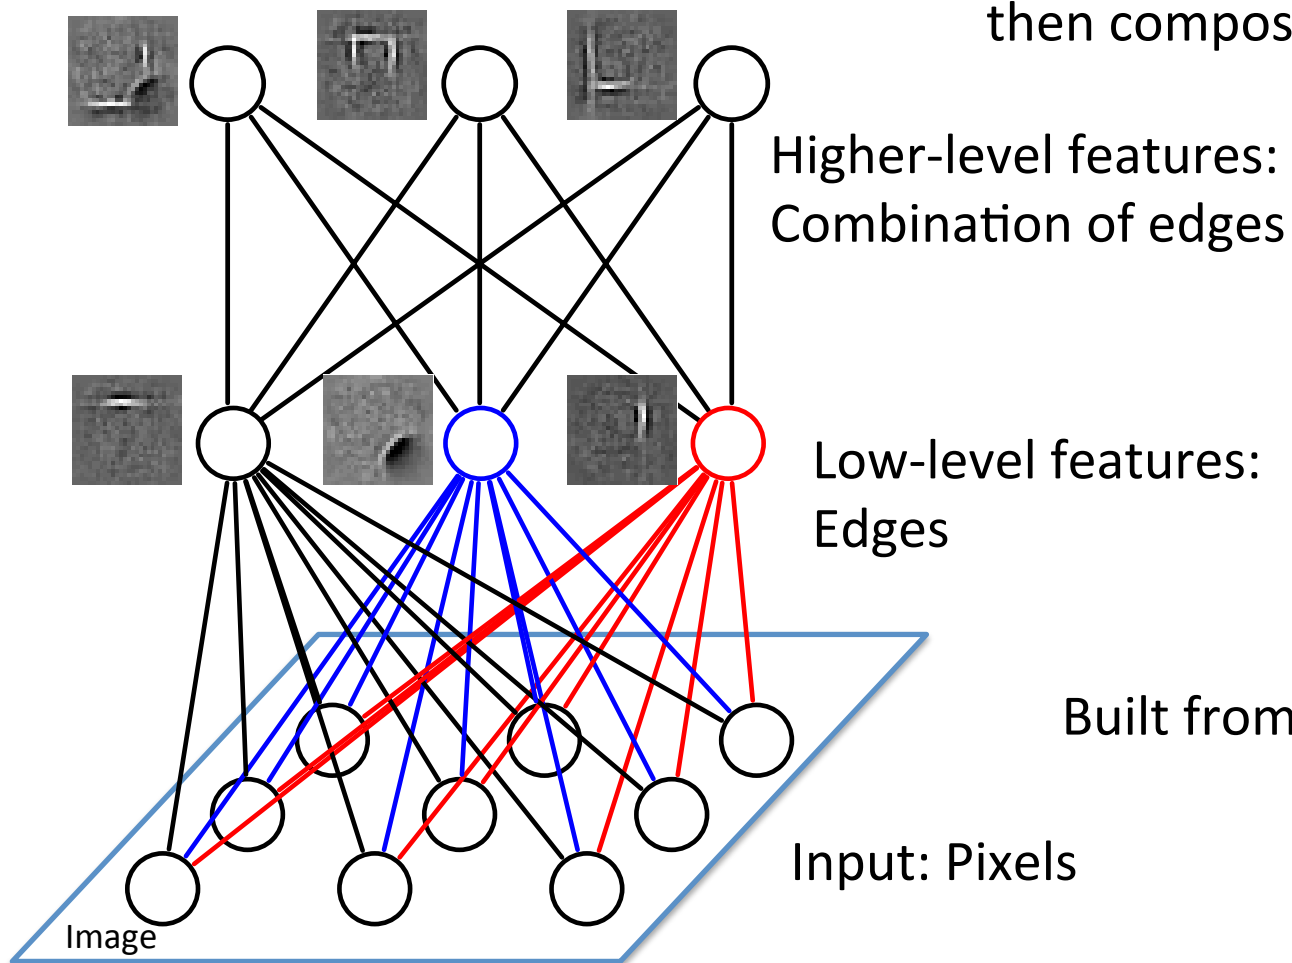 then compos
Higher-level features:
Combination of edges
Low-level features:
Edges
Built from
Input: Pixels
Image